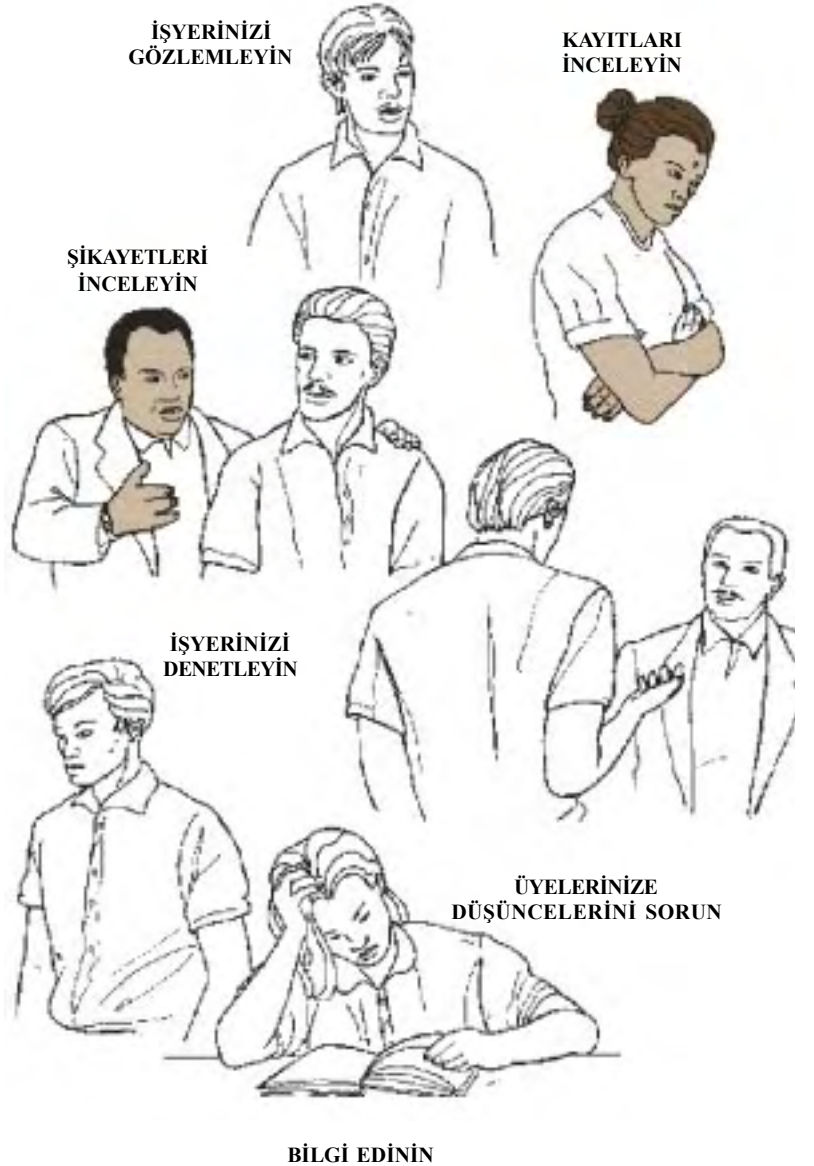 İŞYERİNİZİ
GÖZLEMLEYİN
KAYITLARI
İNCELEYİN
ŞİKAYETLERİ
İNCELEYİN
İŞYERİNİZİ
DENETLEYİN
ÜYELERİNİZE
DÜŞÜNCELERİNİ SORUN
BİLGİ EDİNİN